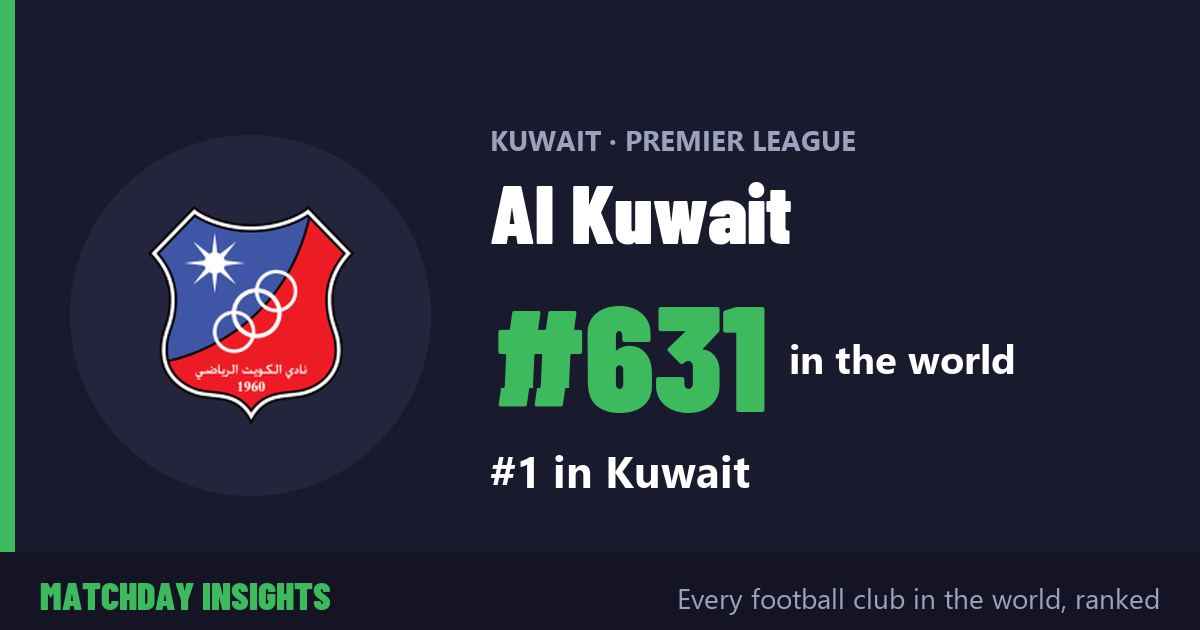 KUWAIT · PREMIER LEAGUE
Al Kuwait
#631 in the world
#1 in Kuwait
نادي الكويت الرياضي
1960
MATCHDAY INSIGHTS
Every football club in the world, ranked